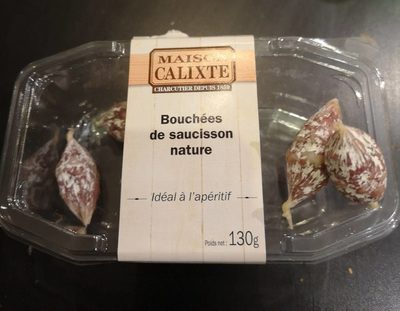 MAISON
CALIXTE
CHARCUTIER DEPUIS 1859
Bouchées
de saucisson
nature
Idéal à l'apéritif
Poids net : 130g